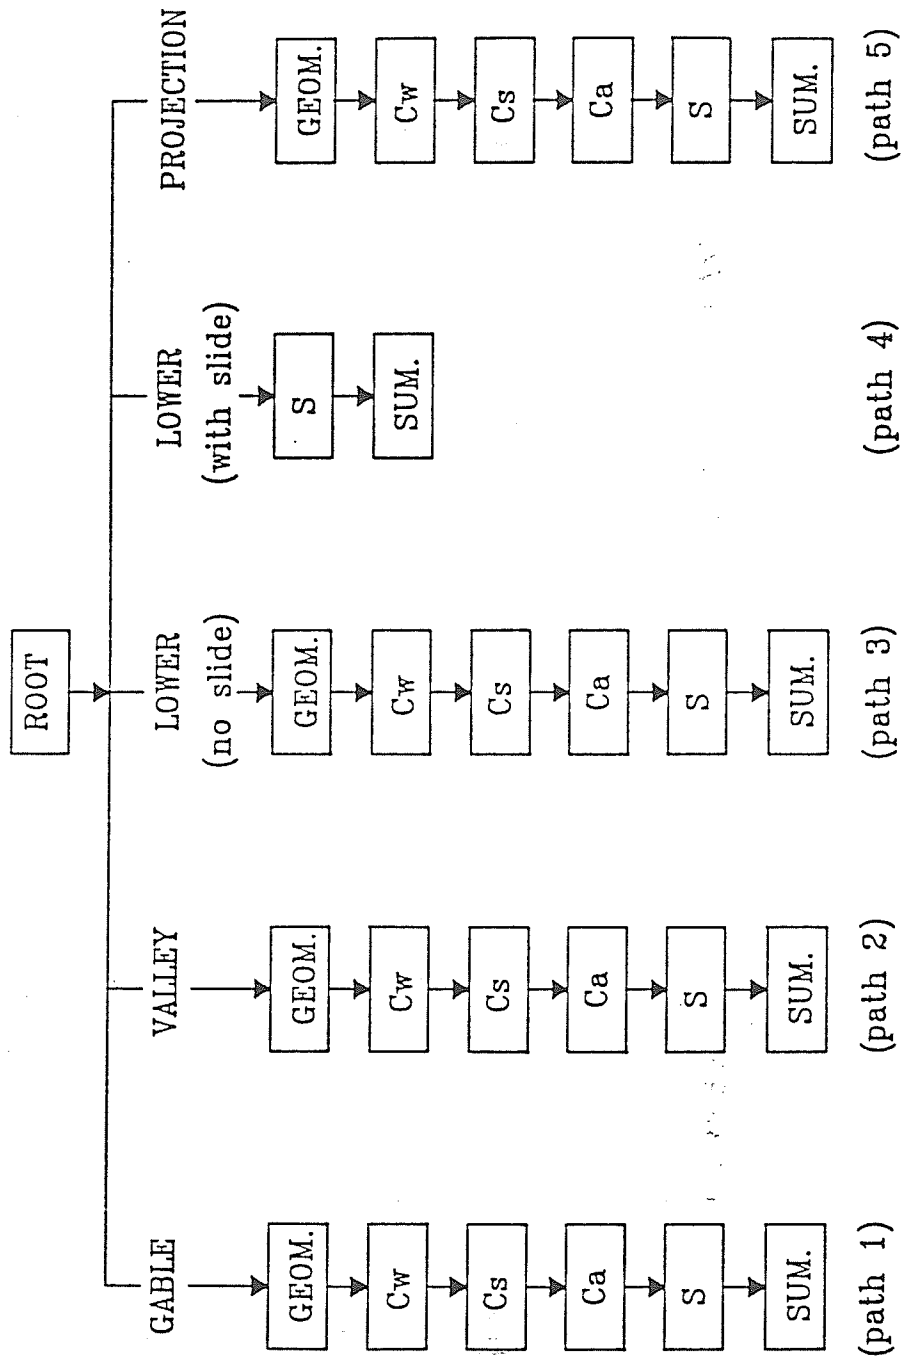 ROOT
GABLE
GEOM.
Cw
Cs
Ca
S
SUM.
(path 1)
VALLEY
GEOM.
Cw
Cs
Ca
S
SUM.
(path 2)
LOWER
(no slide)
GEOM.
Cw
Cs
Ca
S
SUM.
(path 3)
LOWER
(with slide)
S
SUM.
(path 4)
PROJECTION
GEOM.
Cw
Cs
Ca
S
SUM.
(path 5)